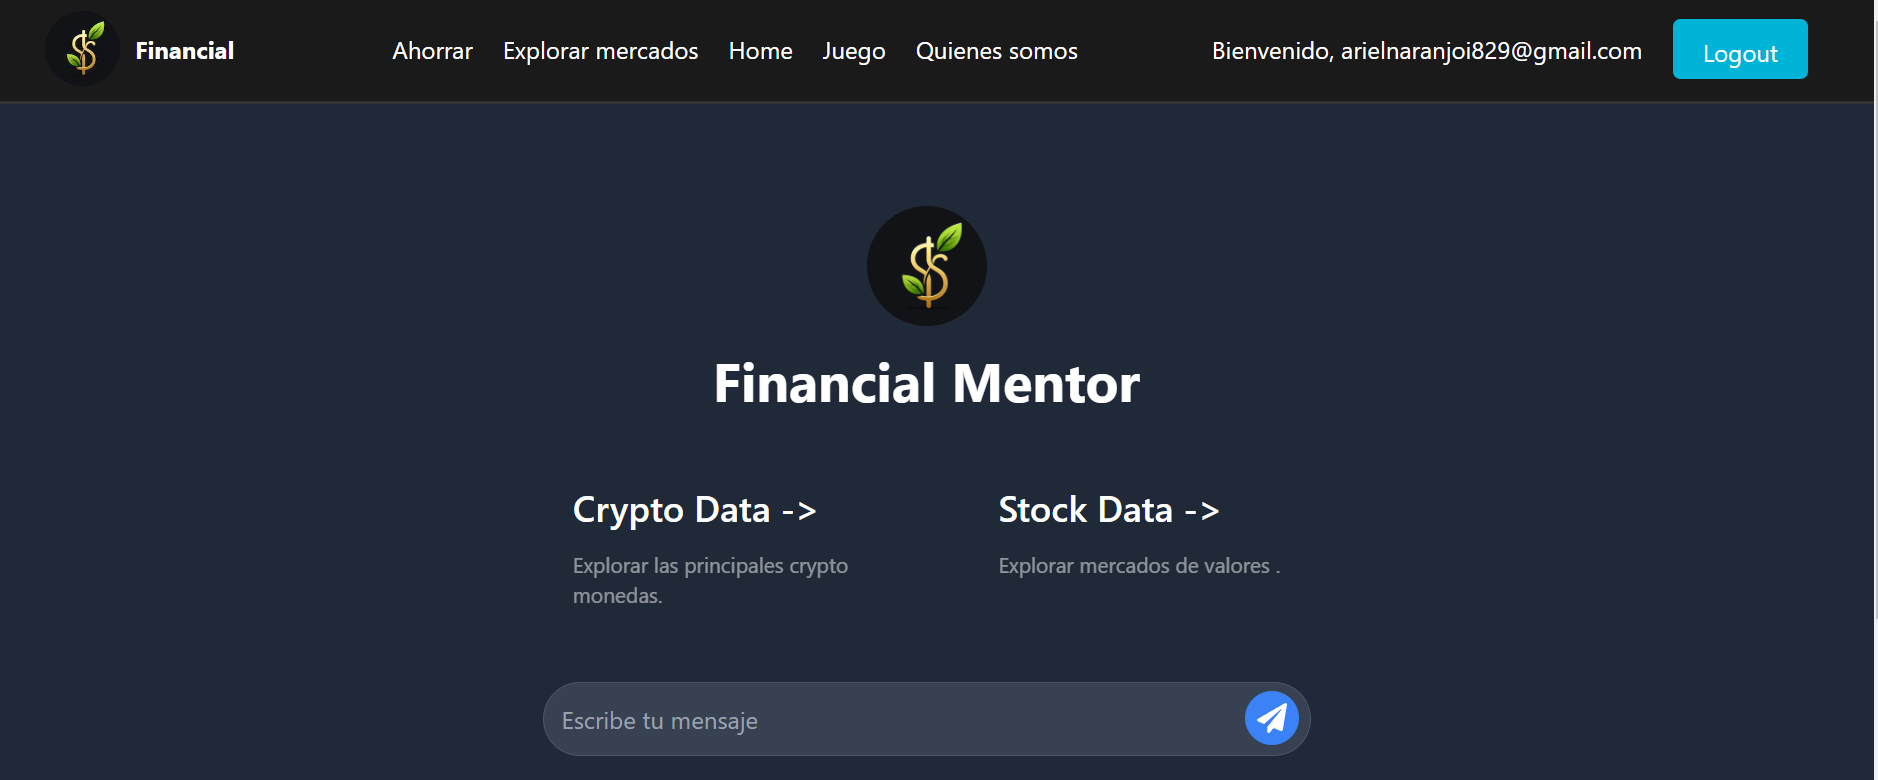 Financial
Ahorrar
Explorar mercados
Home
Juego
Quienes somos
Bienvenido, arielnaranjoi829@gmail.com
Logout
Financial Mentor
Crypto Data ->
Explorar las principales crypto
monedas.
Stock Data ->
Explorar mercados de valores .
Escribe tu mensaje